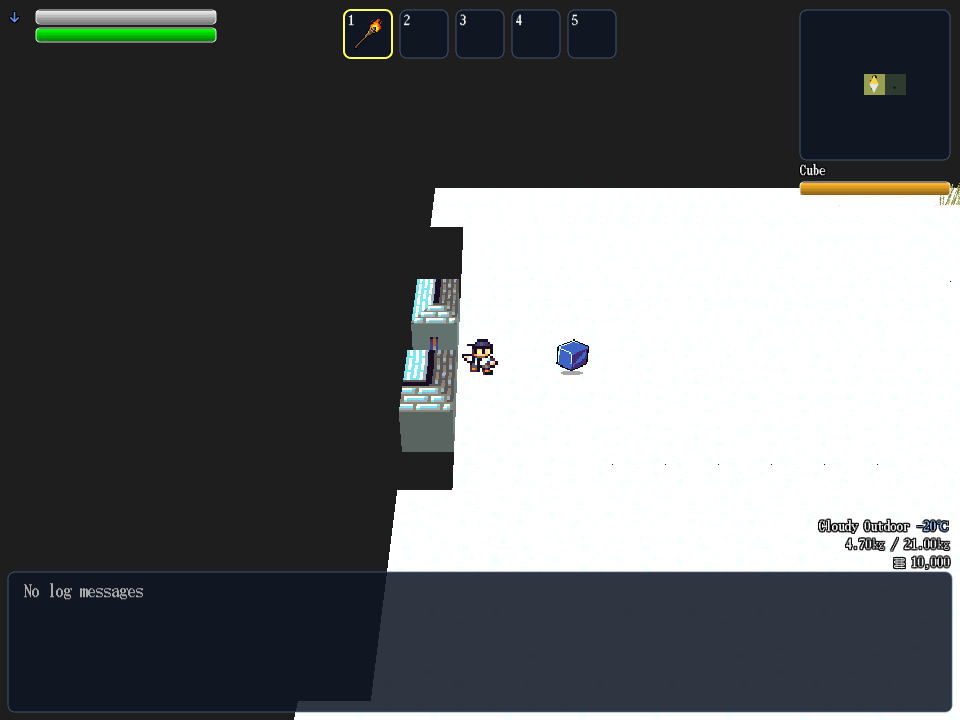 1
2
3
4
5
Cube
Cloudy Outdoor -20℃
4.70kg / 21.00kg
10,000
No log messages